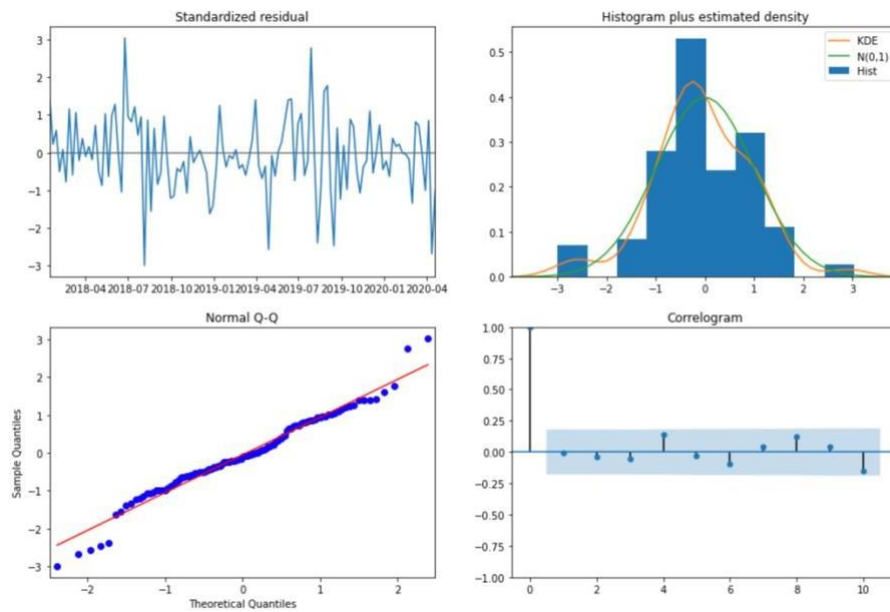 Standardized residual
3
2
1
0
−1
−2
−3
2018-04 2018-07 2018-10 2019-01 2019-04 2019-07 2019-10 2020-01 2020-04
Histogram plus estimated density
KDE
N(0,1)
Hist
0.5
0.4
0.3
0.2
0.1
0.0
−3 −2 −1 0 1 2 3
Normal Q-Q
Sample Quantiles
3
2
1
0
−1
−2
−3
−2 −1 0 1 2
Theoretical Quantiles
Correlogram
1.00
0.75
0.50
0.25
0.00
−0.25
−0.50
−0.75
−1.00
0 2 4 6 8 10